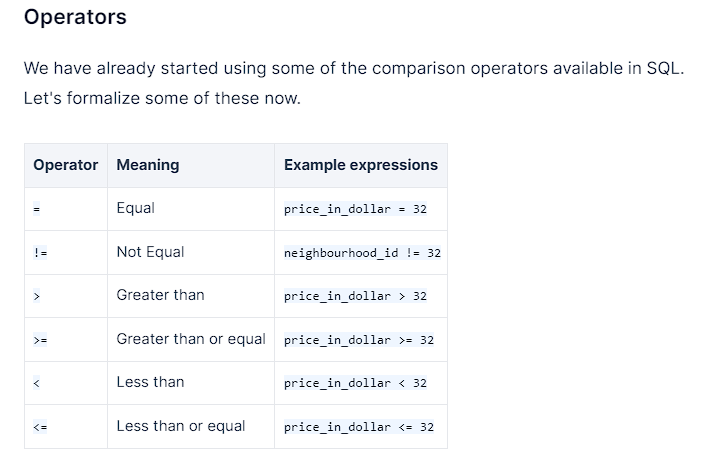 Operators
We have already started using some of the comparison operators available in SQL.
Let's formalize some of these now.
Operator Meaning Example expressions
= Equal price_in_dollar = 32
!= Not Equal neighbourhood_id != 32
> Greater than price_in_dollar > 32
>= Greater than or equal price_in_dollar >= 32
< Less than price_in_dollar < 32
<= Less than or equal price_in_dollar <= 32